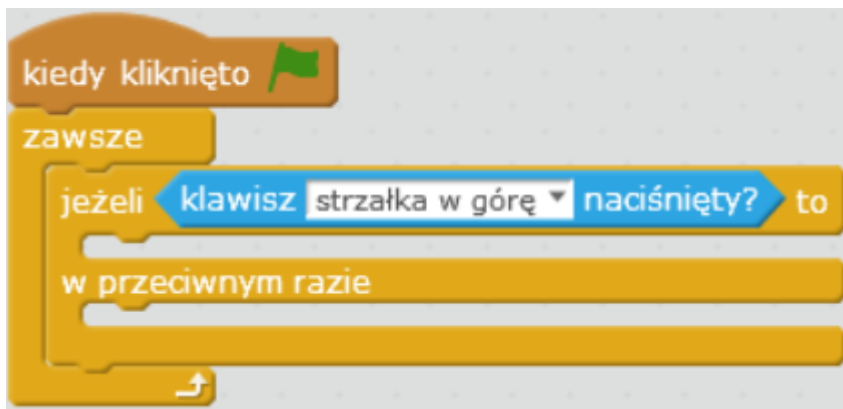 kiedy kliknięto
zawsze
jeżeli klawisz strzałka w górę naciśnięty? to
w przeciwnym razie